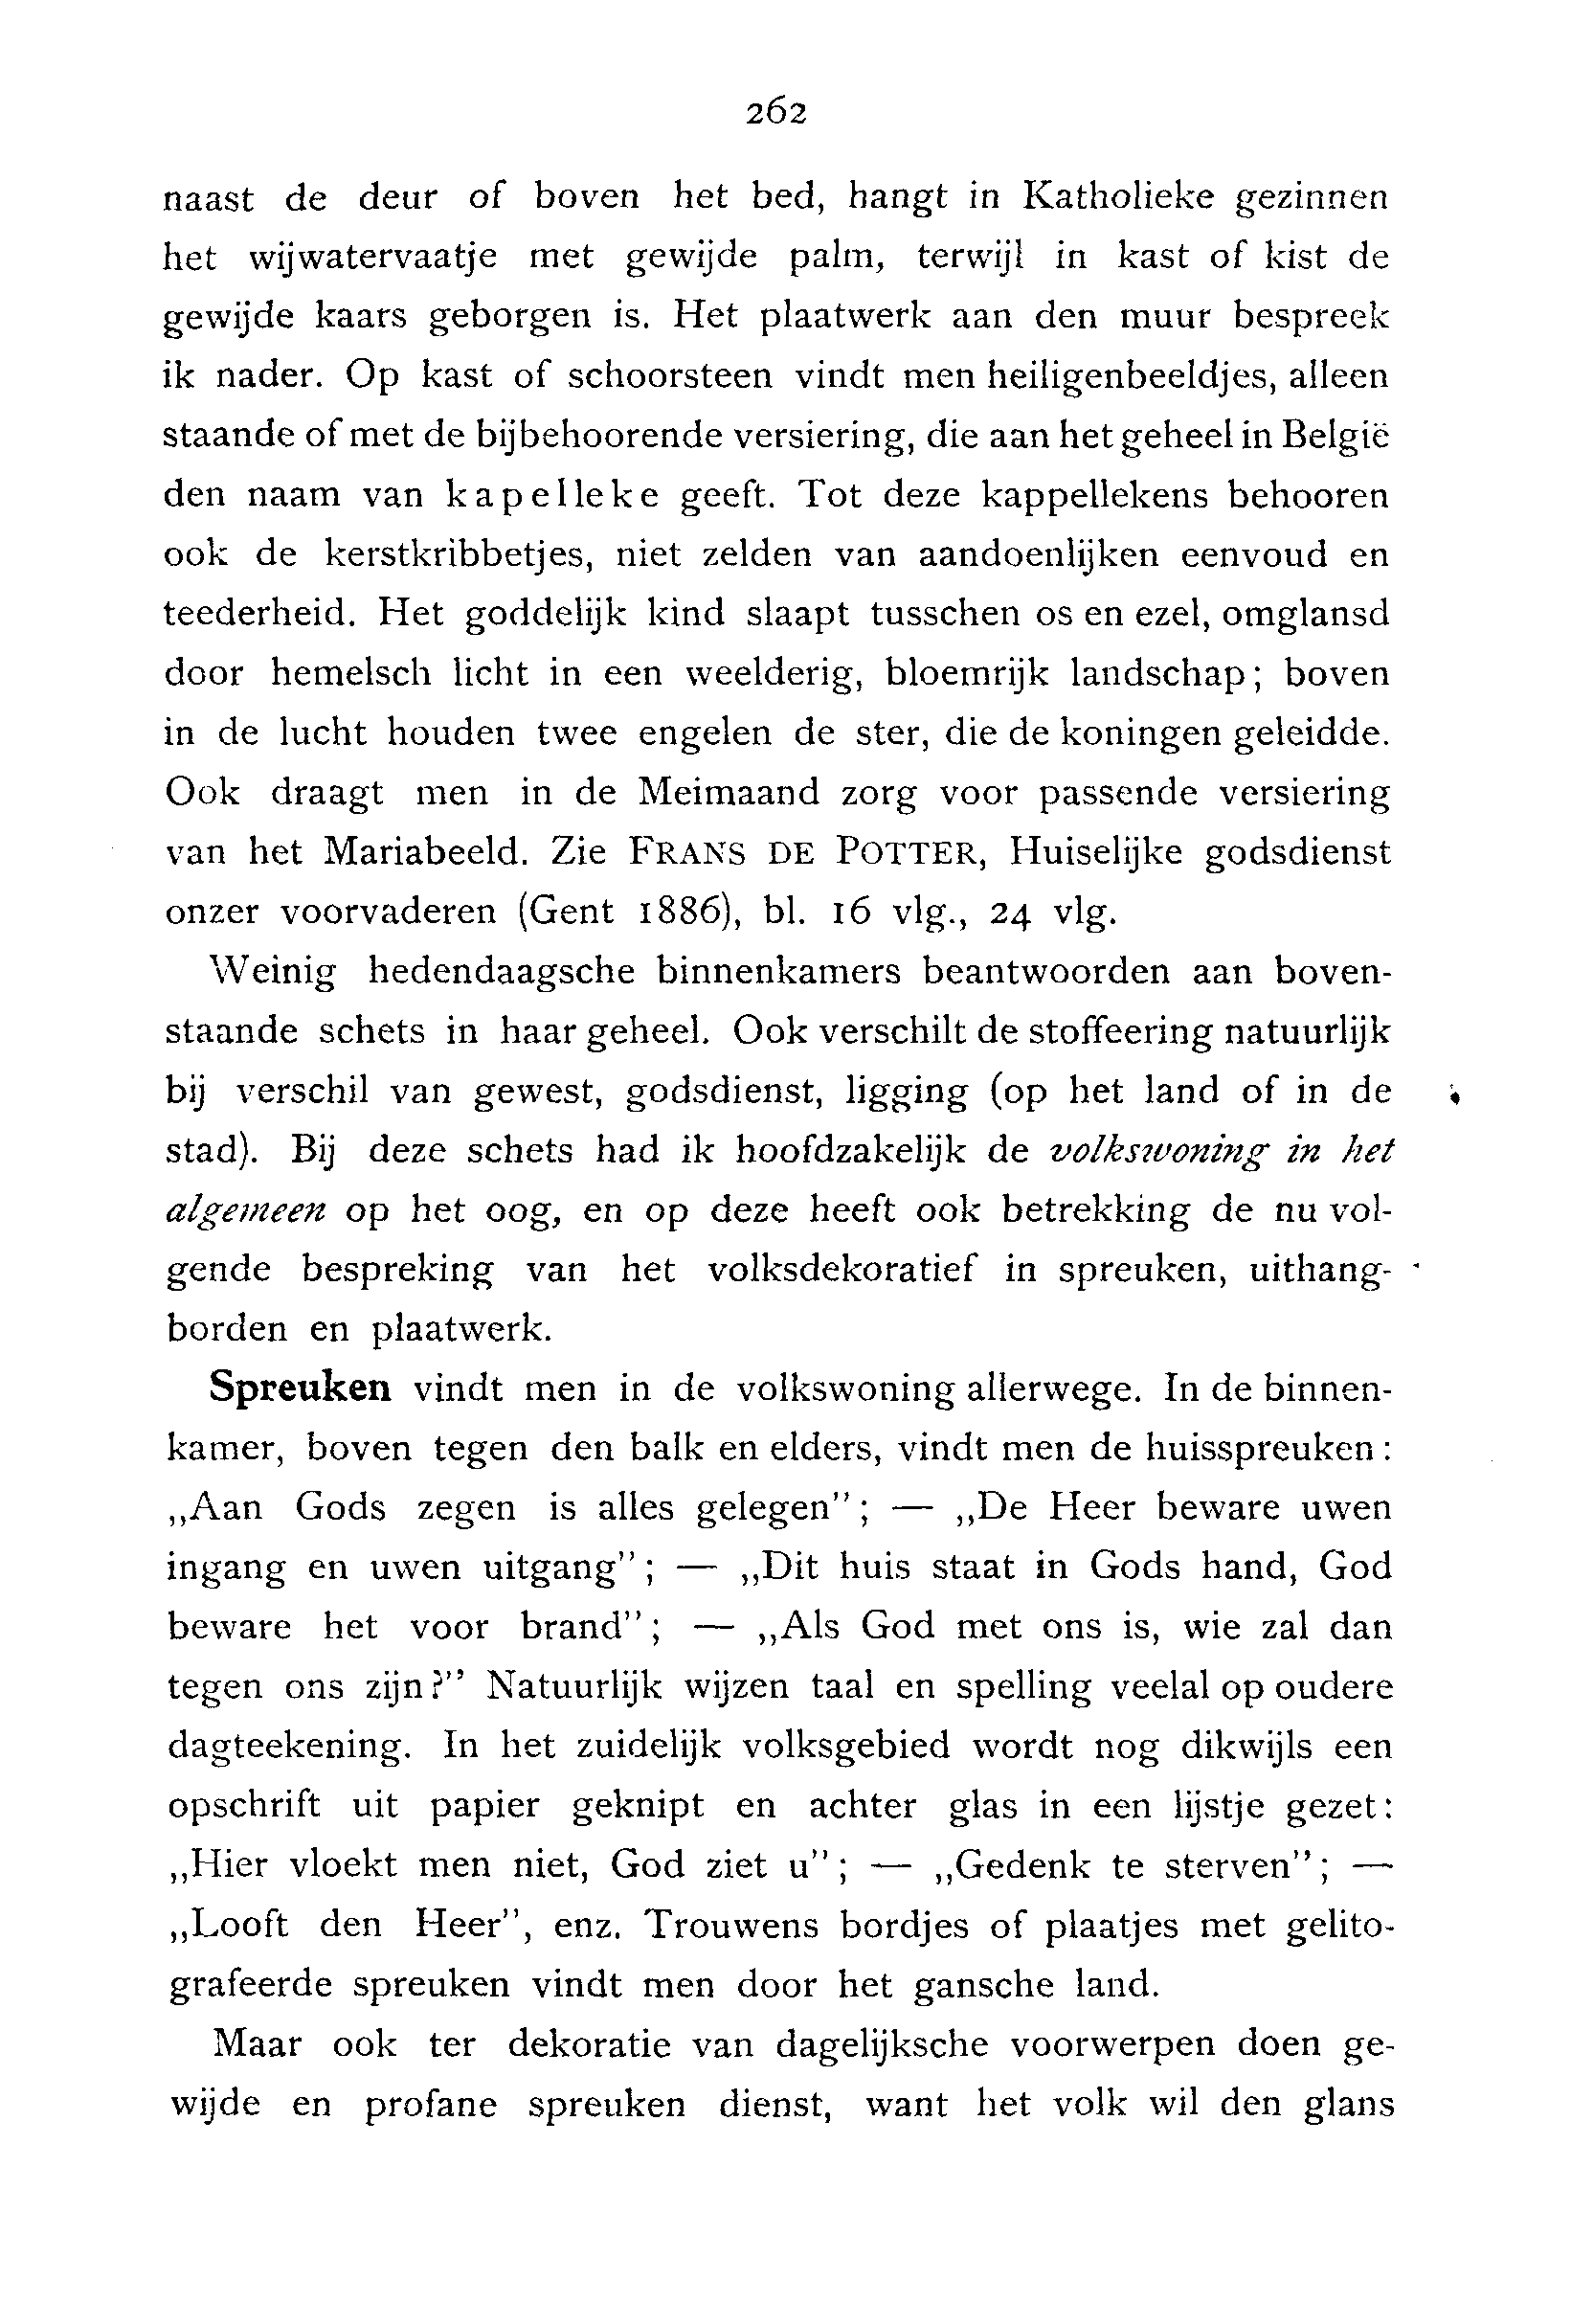 262
naast de deur of boven het bed, hangt in Katholieke gezinnen
het wijwatervaatje met gewijde palm, terwijl in kast of kist de
gewijde kaars geborgen is. Het plaatwerk aan den muur bespreek
ik nader. Op kast of schoorsteen vindt men heiligenbeeldjes, alleen
staande of met de bijbehoorende versiering, die aan het geheel in België
den naam van kapelleke geeft. Tot deze kappellekens behooren
ook de kerstkribbetjes, niet zelden van aandoenlijken eenvoud en
teederheid. Het goddelijk kind slaapt tusschen os en ezel, omglansd
door hemelsch licht in een weelderig, bloemrijk landschap; boven
in de lucht houden twee engelen de ster, die de koningen geleidde.
Ook draagt men in de Meimaand zorg voor passende versiering
van het Mariabeeld. Zie FRANS DE POTTER, Huiselijke godsdienst
onzer voorvaderen (Gent 1886), bl. 16 vlg., 24 vlg.
Weinig hedendaagsche binnenkamers beantwoorden aan boven-
staande schets in haar geheel. Ook verschilt de stoffeering natuurlijk
bij verschil van gewest, godsdienst, ligging (op het land of in de
stad). Bij deze schets had ik hoofdzakelijk de volkswoning in het
algemeen op het oog, en op deze heeft ook betrekking de nu vol-
gende bespreking van het volksdekoratief in spreuken, uithang-
borden en plaatwerk.
Spreuken vindt men in de volkswoning allerwege. In de binnen-
kamer, boven tegen den balk en elders, vindt men de huisspreuken:
„Aan Gods zegen is alles gelegen”; — „De Heer beware uwen
ingang en uwen uitgang”; — „Dit huis staat in Gods hand, God
beware het voor brand”; — „Als God met ons is, wie zal dan
tegen ons zijn?” Natuurlijk wijzen taal en spelling veelal op oudere
dagteekening. In het zuidelijk volksgebied wordt nog dikwijls een
opschrift uit papier geknipt en achter glas in een lijstje gezet:
„Hier vloekt men niet, God ziet u”; — „Gedenk te sterven”; —
„Looft den Heer”, enz. Trouwens bordjes of plaatjes met gelito-
grafeerde spreuken vindt men door het gansche land.
Maar ook ter dekoratie van dagelijksche voorwerpen doen ge-
wijde en profane spreuken dienst, want het volk wil den glans